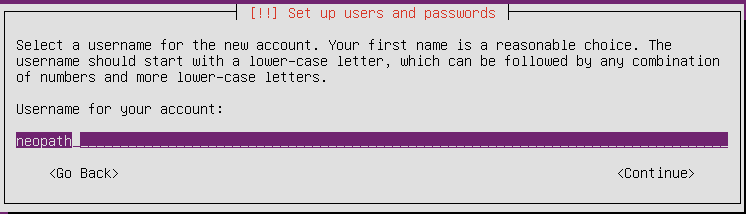 [!!] Set up users and passwords
Select a username for the new account. Your first name is a reasonable choice. The
username should start with a lower-case letter, which can be followed by any combination
of numbers and more lower-case letters.
Username for your account:
neopath
<Go Back> <Continue>